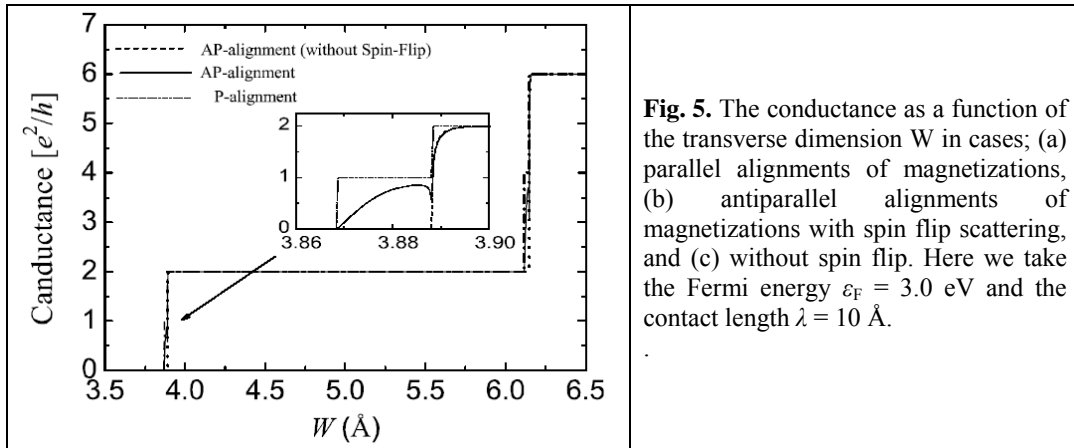 7
6
5
4
3
2
1
0
Canductance [e²/h]
AP-alignment (without Spin-Flip)
AP-alignment
P-alignment
2
1
0
3.86
3.88
3.90
3.5
4.0
4.5
5.0
5.5
6.0
6.5
W (Å)
Fig. 5. The conductance as a function of
the transverse dimension W in cases; (a)
parallel alignments of magnetizations,
(b) antiparallel alignments of
magnetizations with spin flip scattering,
and (c) without spin flip. Here we take
the Fermi energy εF = 3.0 eV and the
contact length λ = 10 Å.
.